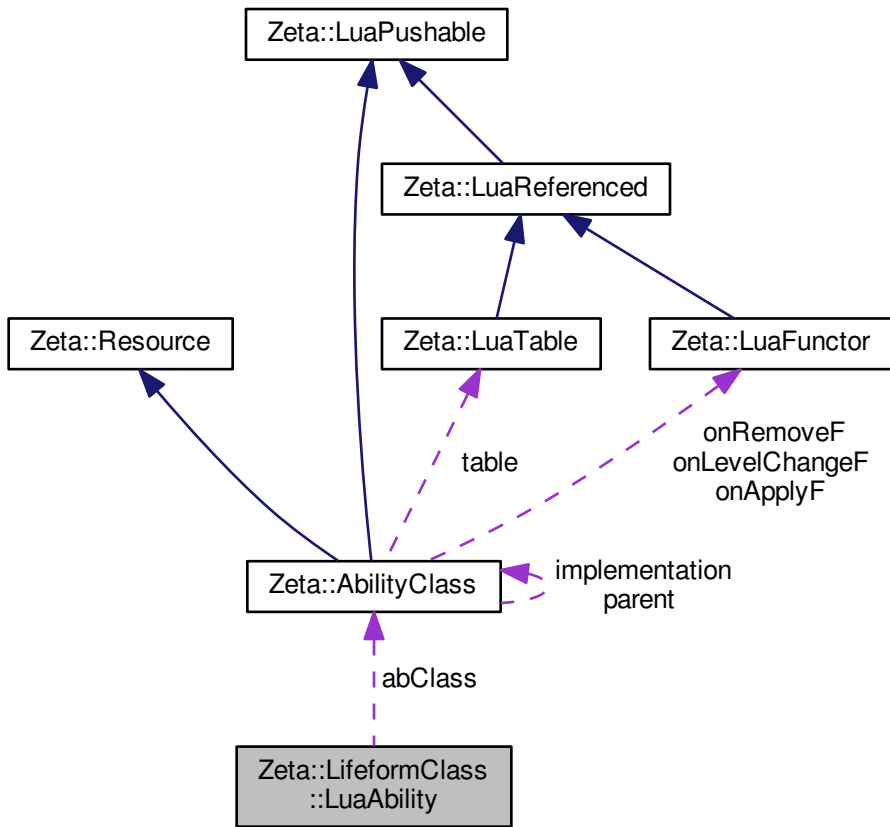 Zeta::LuaPushable
Zeta::LuaReferenced
Zeta::Resource
Zeta::LuaTable
Zeta::LuaFunctor
onRemoveF
onLevelChangeF
onApplyF
table
Zeta::AbilityClass
implementation
parent
abClass
Zeta::LifeformClass
::LuaAbility